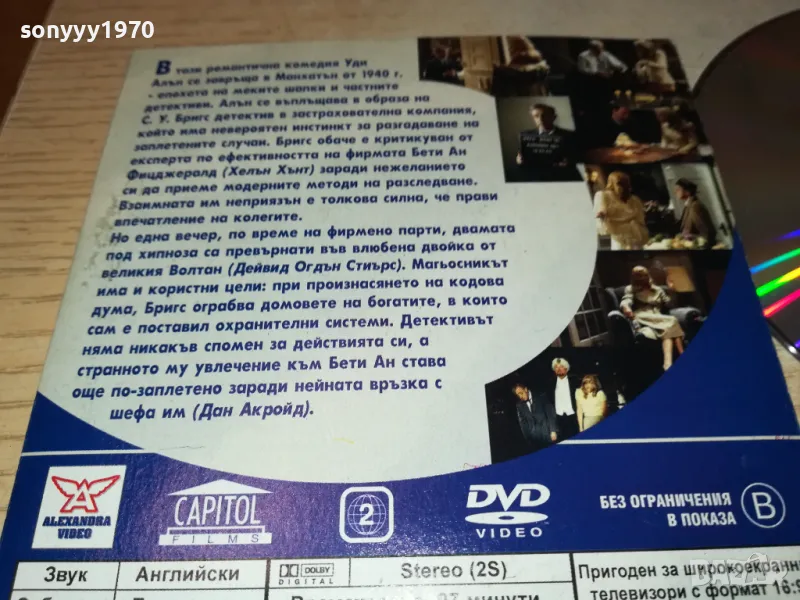 sonyyy1970
В тази романтична комедия Уди
Алън се завръща в Манхатън от 1940 г.
- епохата на меките шапки и частните
детективи. Алън се въплъщава в образа на
С. У. Бригс детектив в застрахователна компания,
който има невероятен инстинкт за разгадаване на
заплетените случаи. Бригс обаче е критикуван от
експерта по ефективността на фирмата Бети Ан
Фицджералд (Хелън Хънт) заради нежеланието
си да приеме модерните методи на разследване.
Взаимната им неприязън е толкова силна, че прави
впечатление на колегите.
Но една вечер, по време на фирмено парти, двамата
под хипноза са превърнати във влюбена двойка от
великия Волтан (Дейвид Огдън Стиърс). Магьосникът
има и користни цели: при произнасянето на кодова
дума, Бригс ограбва домовете на богатите, в които
сам е поставил охранителни системи. Детективът
няма никакъв спомен за действията си, а
странното му увлечение към Бети Ан става
още по-заплетено заради нейната връзка с
шефа им (Дан Акройд).
ALEXANDRA
VIDEO
CAPITOL
FILMS
2
DVD
VIDEO
БЕЗ ОГРАНИЧЕНИЯ
В ПОКАЗА
B
Звук
Английски
DOLBY
DIGITAL
Stereo (2S)
Пригоден за широкоекранни
телевизори с формат 16:9
минути